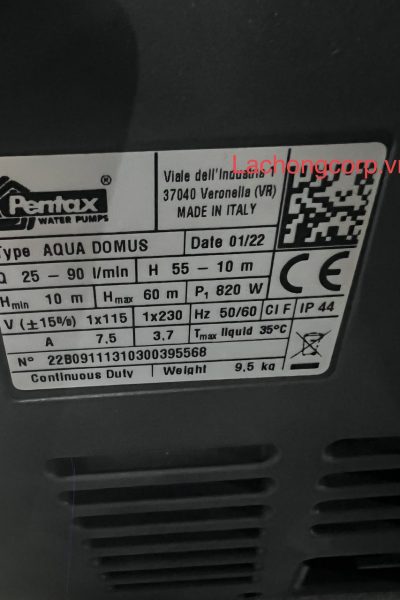 Pentax
WATER PUMPS
Viale dell'Industria 1
37040 Veronella (VR)
MADE IN ITALY
Lachongcorp.vn
Type AQUA DOMUS
Date 01/22
Q 25 – 90 l/min H 55 – 10 m
Hmin 10 m Hmax 60 m P1 820 W
V (±15%) 1x115 1x230 Hz 50/60 Cl F IP 44
A 7,5 3,7 Tmax liquid 35°C
N° 22B09111310300395568
Continuous Duty Weight 9,5 kg
CE